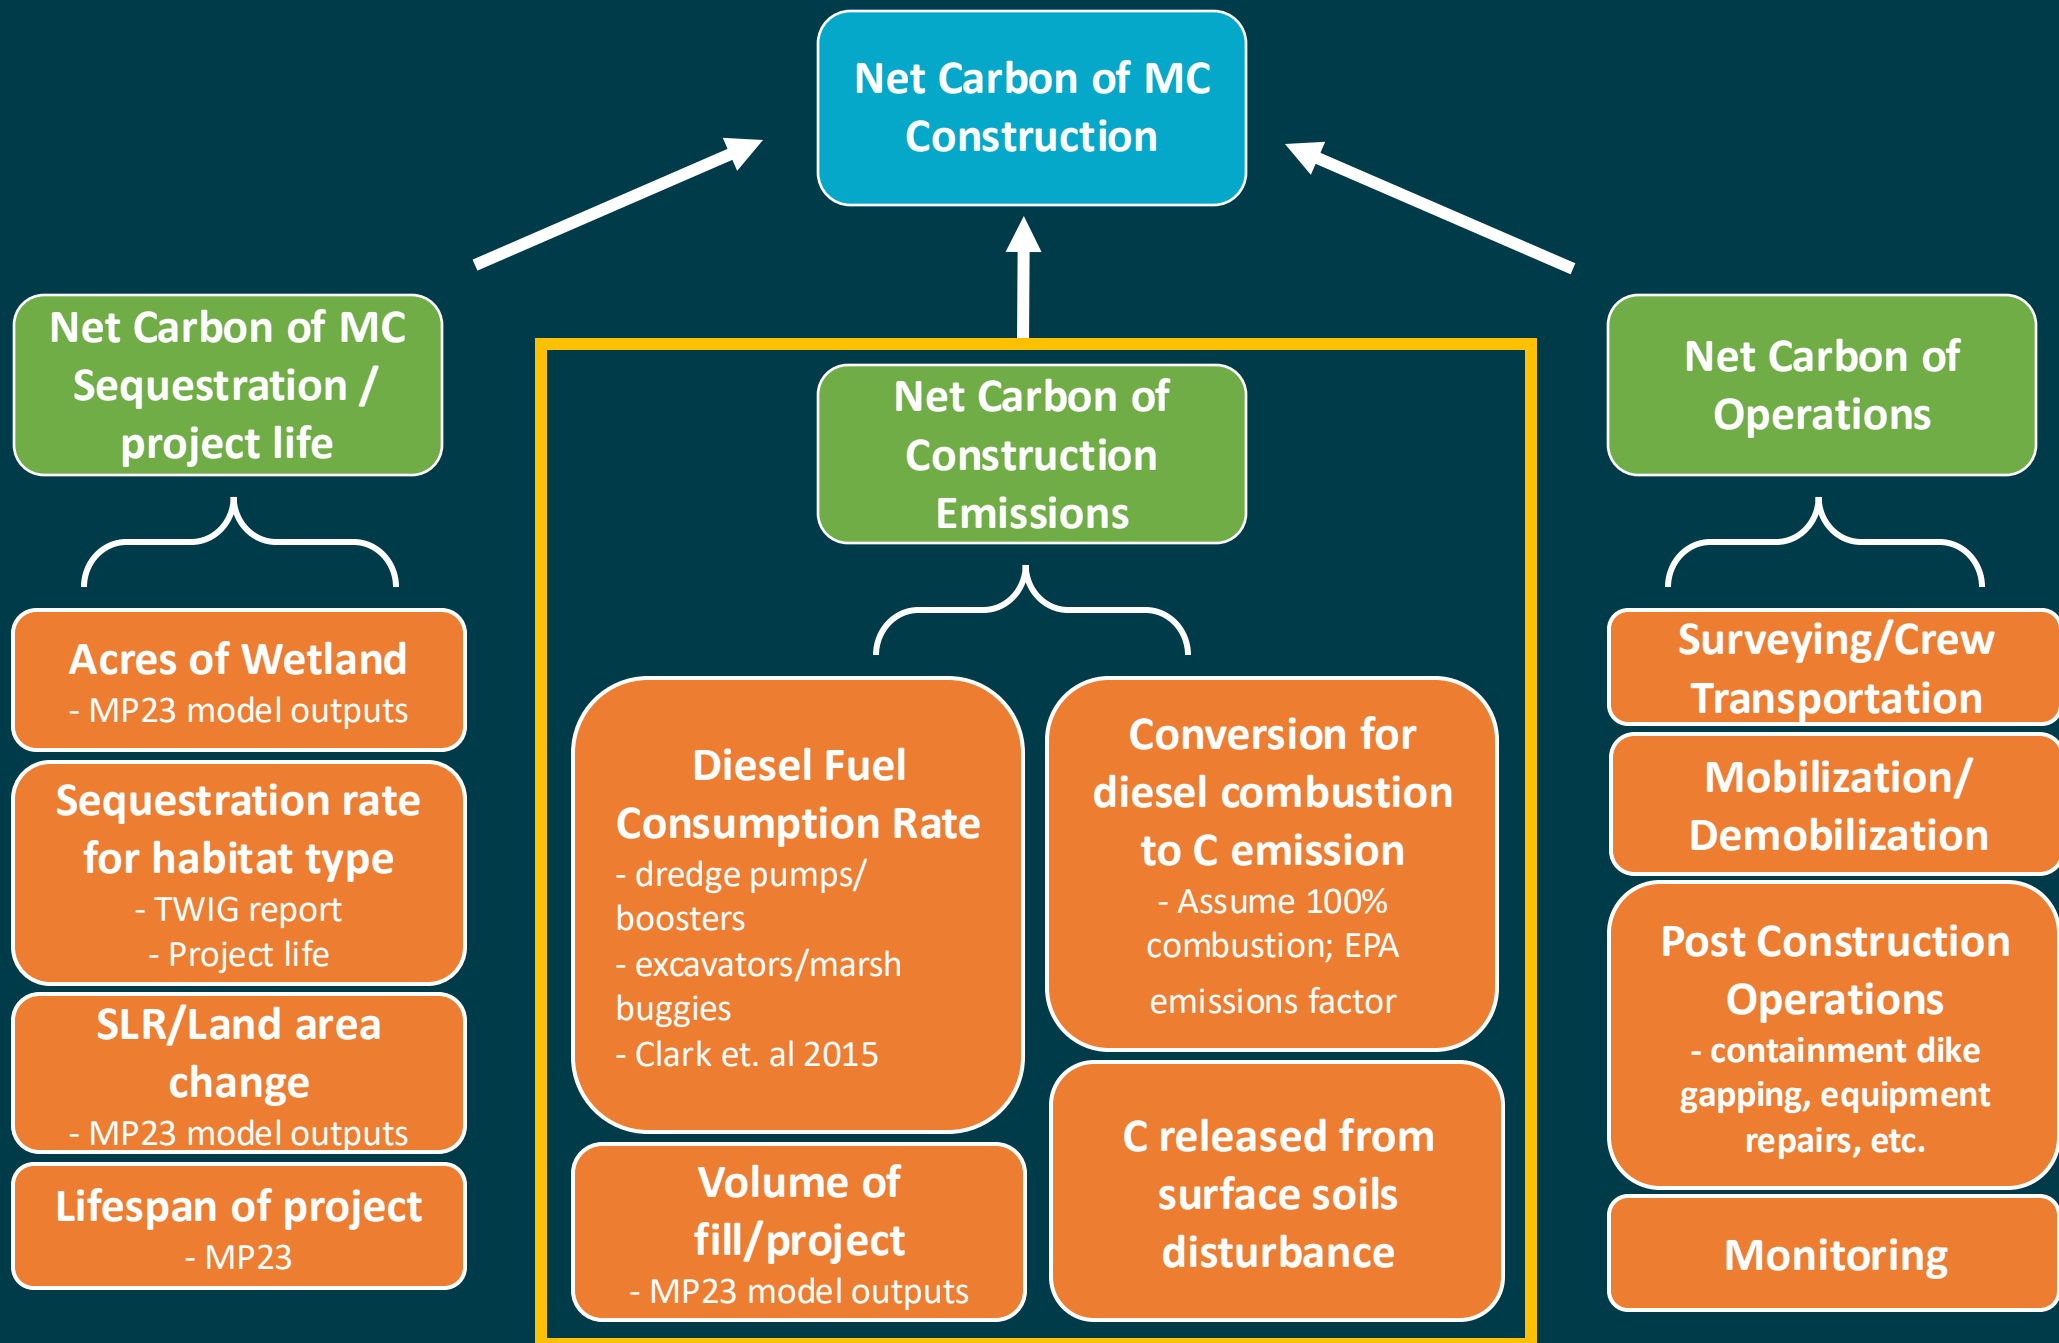 Net Carbon of MC
Construction
Net Carbon of MC
Sequestration /
project life
Acres of Wetland
- MP23 model outputs
Sequestration rate
for habitat type
- TWIG report
- Project life
SLR/Land area
change
- MP23 model outputs
Lifespan of project
- MP23
Net Carbon of
Construction
Emissions
Diesel Fuel
Consumption Rate
- dredge pumps/
boosters
- excavators/marsh
buggies
- Clark et. al 2015
Volume of
fill/project
- MP23 model outputs
Conversion for
diesel combustion
to C emission
- Assume 100%
combustion; EPA
emissions factor
C released from
surface soils
disturbance
Net Carbon of
Operations
Surveying/Crew
Transportation
Mobilization/
Demobilization
Post Construction
Operations
- containment dike
gapping, equipment
repairs, etc.
Monitoring